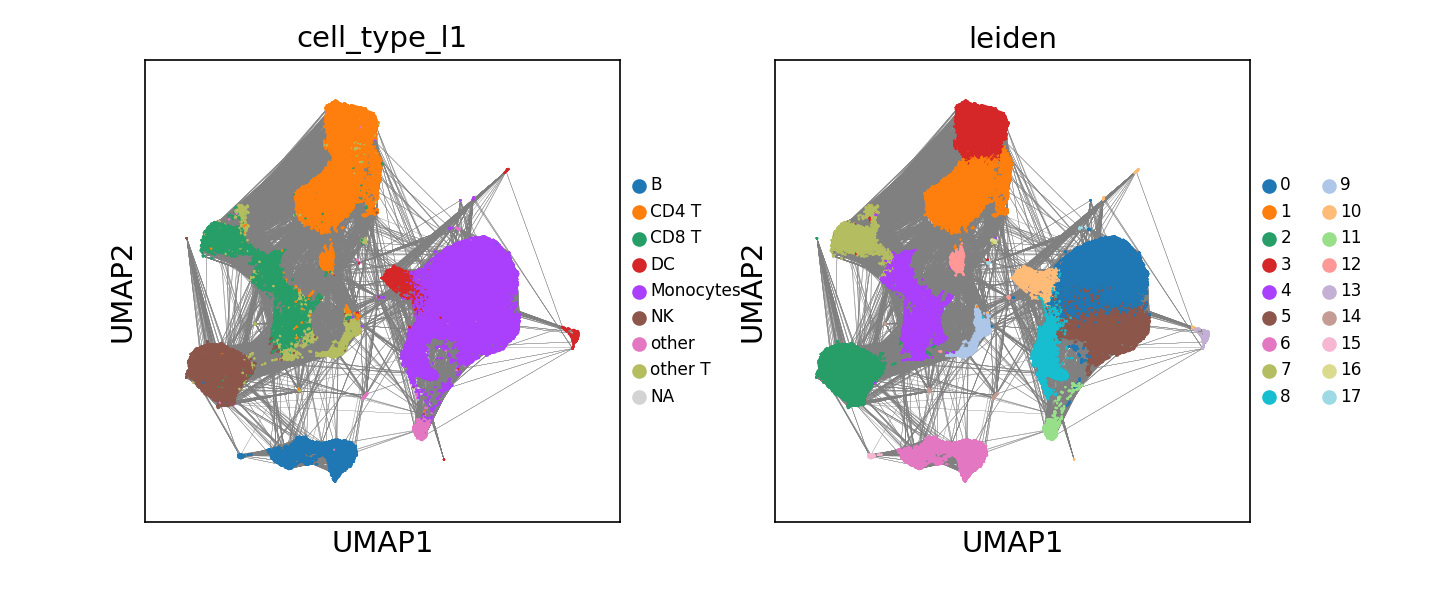 cell_type_l1
UMAP2
UMAP1
B
CD4 T
CD8 T
DC
Monocytes
NK
other
other T
NA
leiden
UMAP2
UMAP1
0
1
2
3
4
5
6
7
8
9
10
11
12
13
14
15
16
17